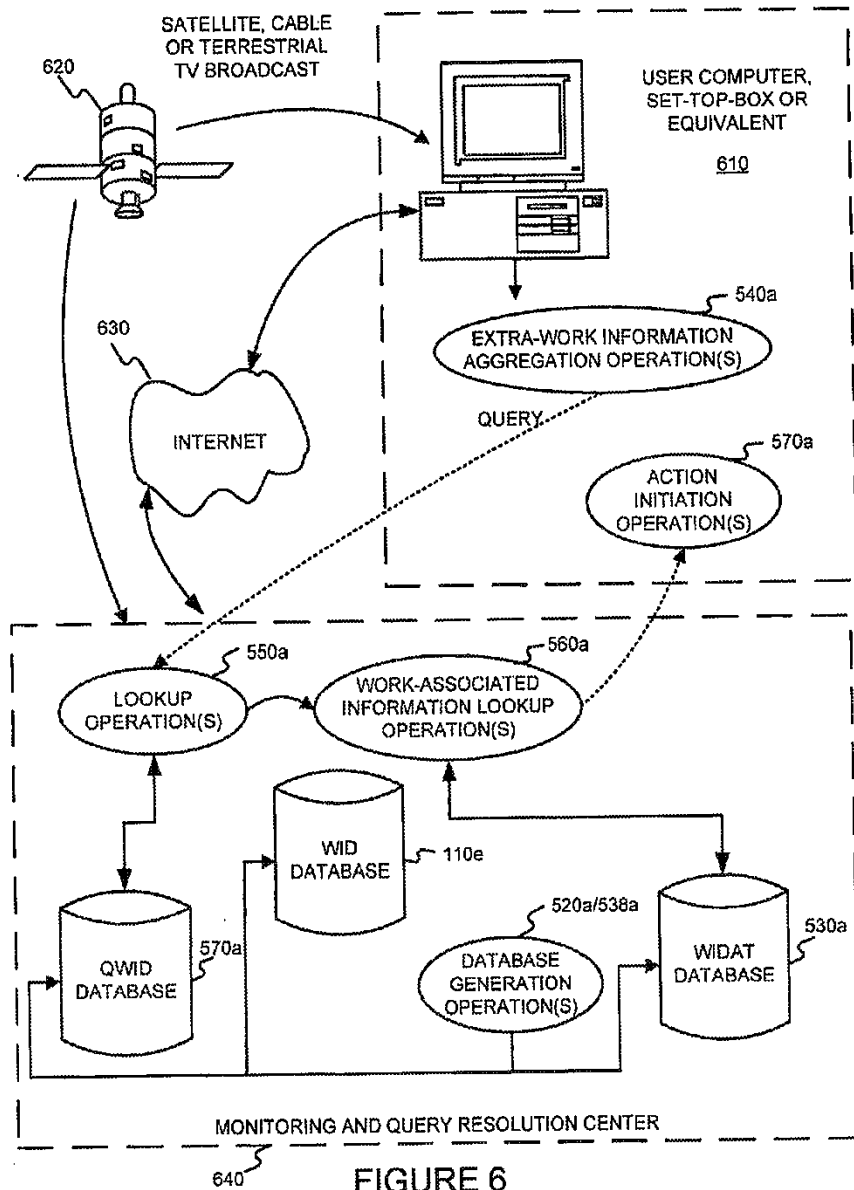 SATELLITE, CABLE
OR TERRESTRIAL
TV BROADCAST
620
USER COMPUTER,
SET-TOP-BOX OR
EQUIVALENT
610
540a
EXTRA-WORK INFORMATION
AGGREGATION OPERATION(S)
630
INTERNET
QUERY
570a
ACTION
INITIATION
OPERATION(S)
550a
LOOKUP
OPERATION(S)
560a
WORK-ASSOCIATED
INFORMATION LOOKUP
OPERATION(S)
WID
DATABASE
110e
QWID
DATABASE
570a
520a/538a
DATABASE
GENERATION
OPERATION(S)
WIDAT
DATABASE
530a
MONITORING AND QUERY RESOLUTION CENTER
640
FIGURE 6